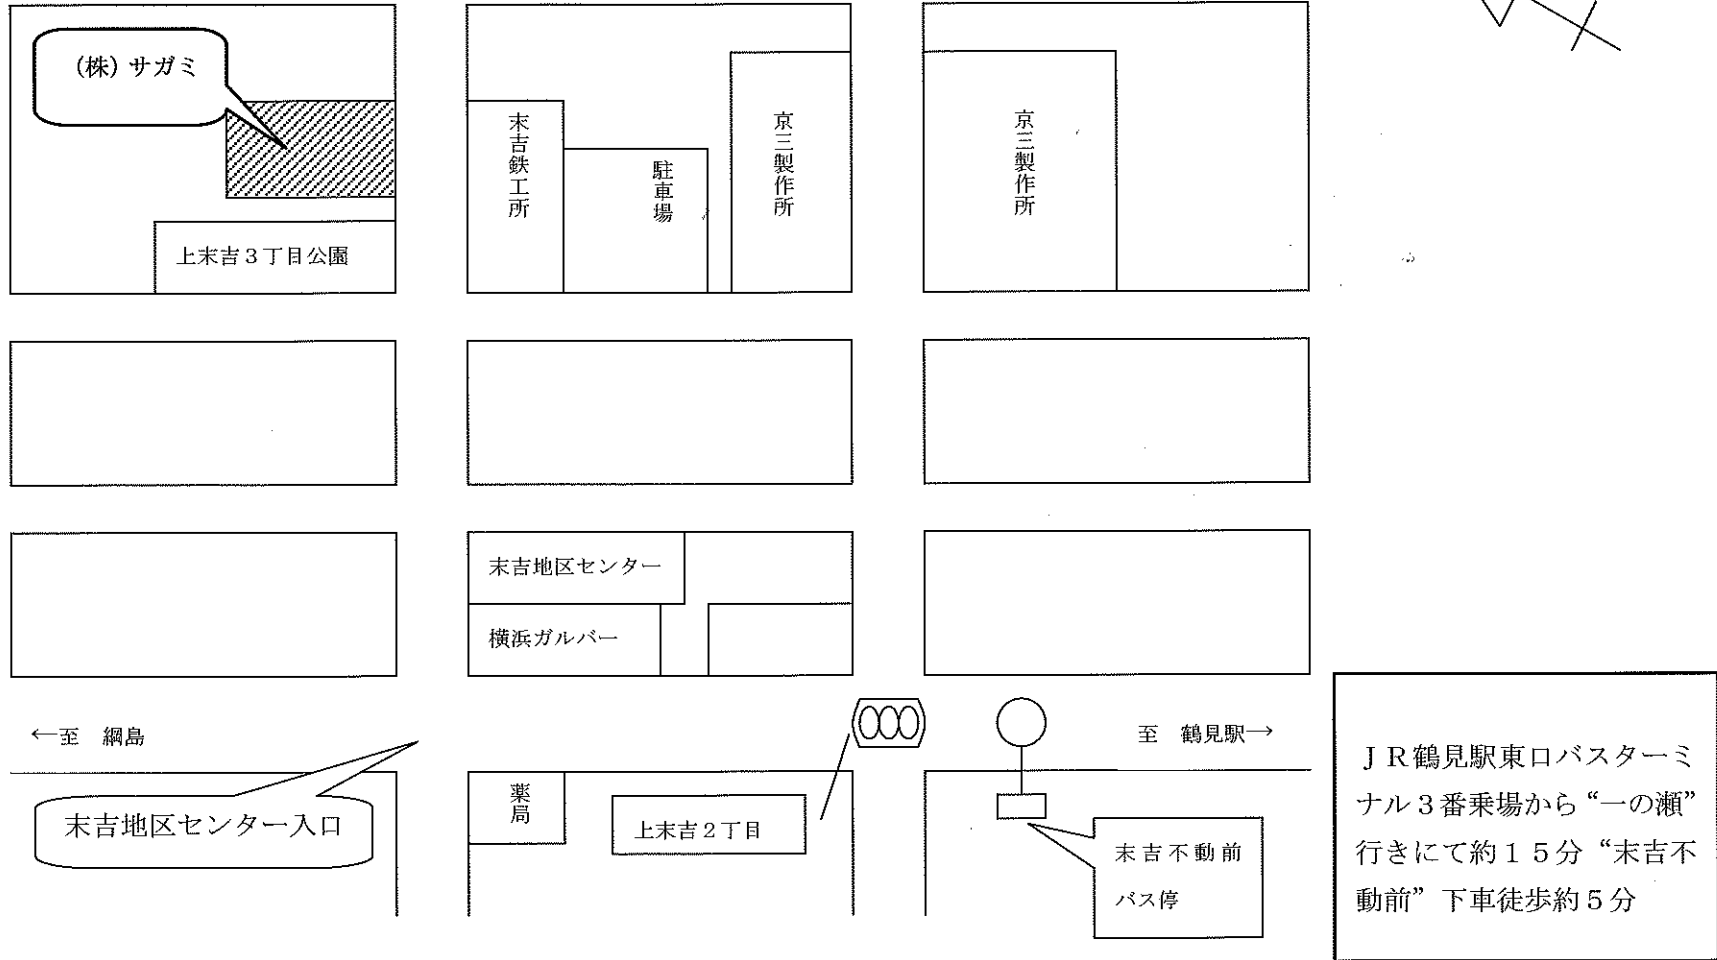 (株) サガミ
末吉鉄工所
駐車場
京三製作所
京三製作所
上末吉３丁目公園
末吉地区センター
横浜ガルバー
←至　綱島
至　鶴見駅→
末吉地区センター入口
薬局
上末吉２丁目
末吉不動前
バス停
ＪＲ鶴見駅東口バスターミ
ナル３番乗場から“一の瀬”
行きにて約１５分“末吉不
動前”下車徒歩約５分